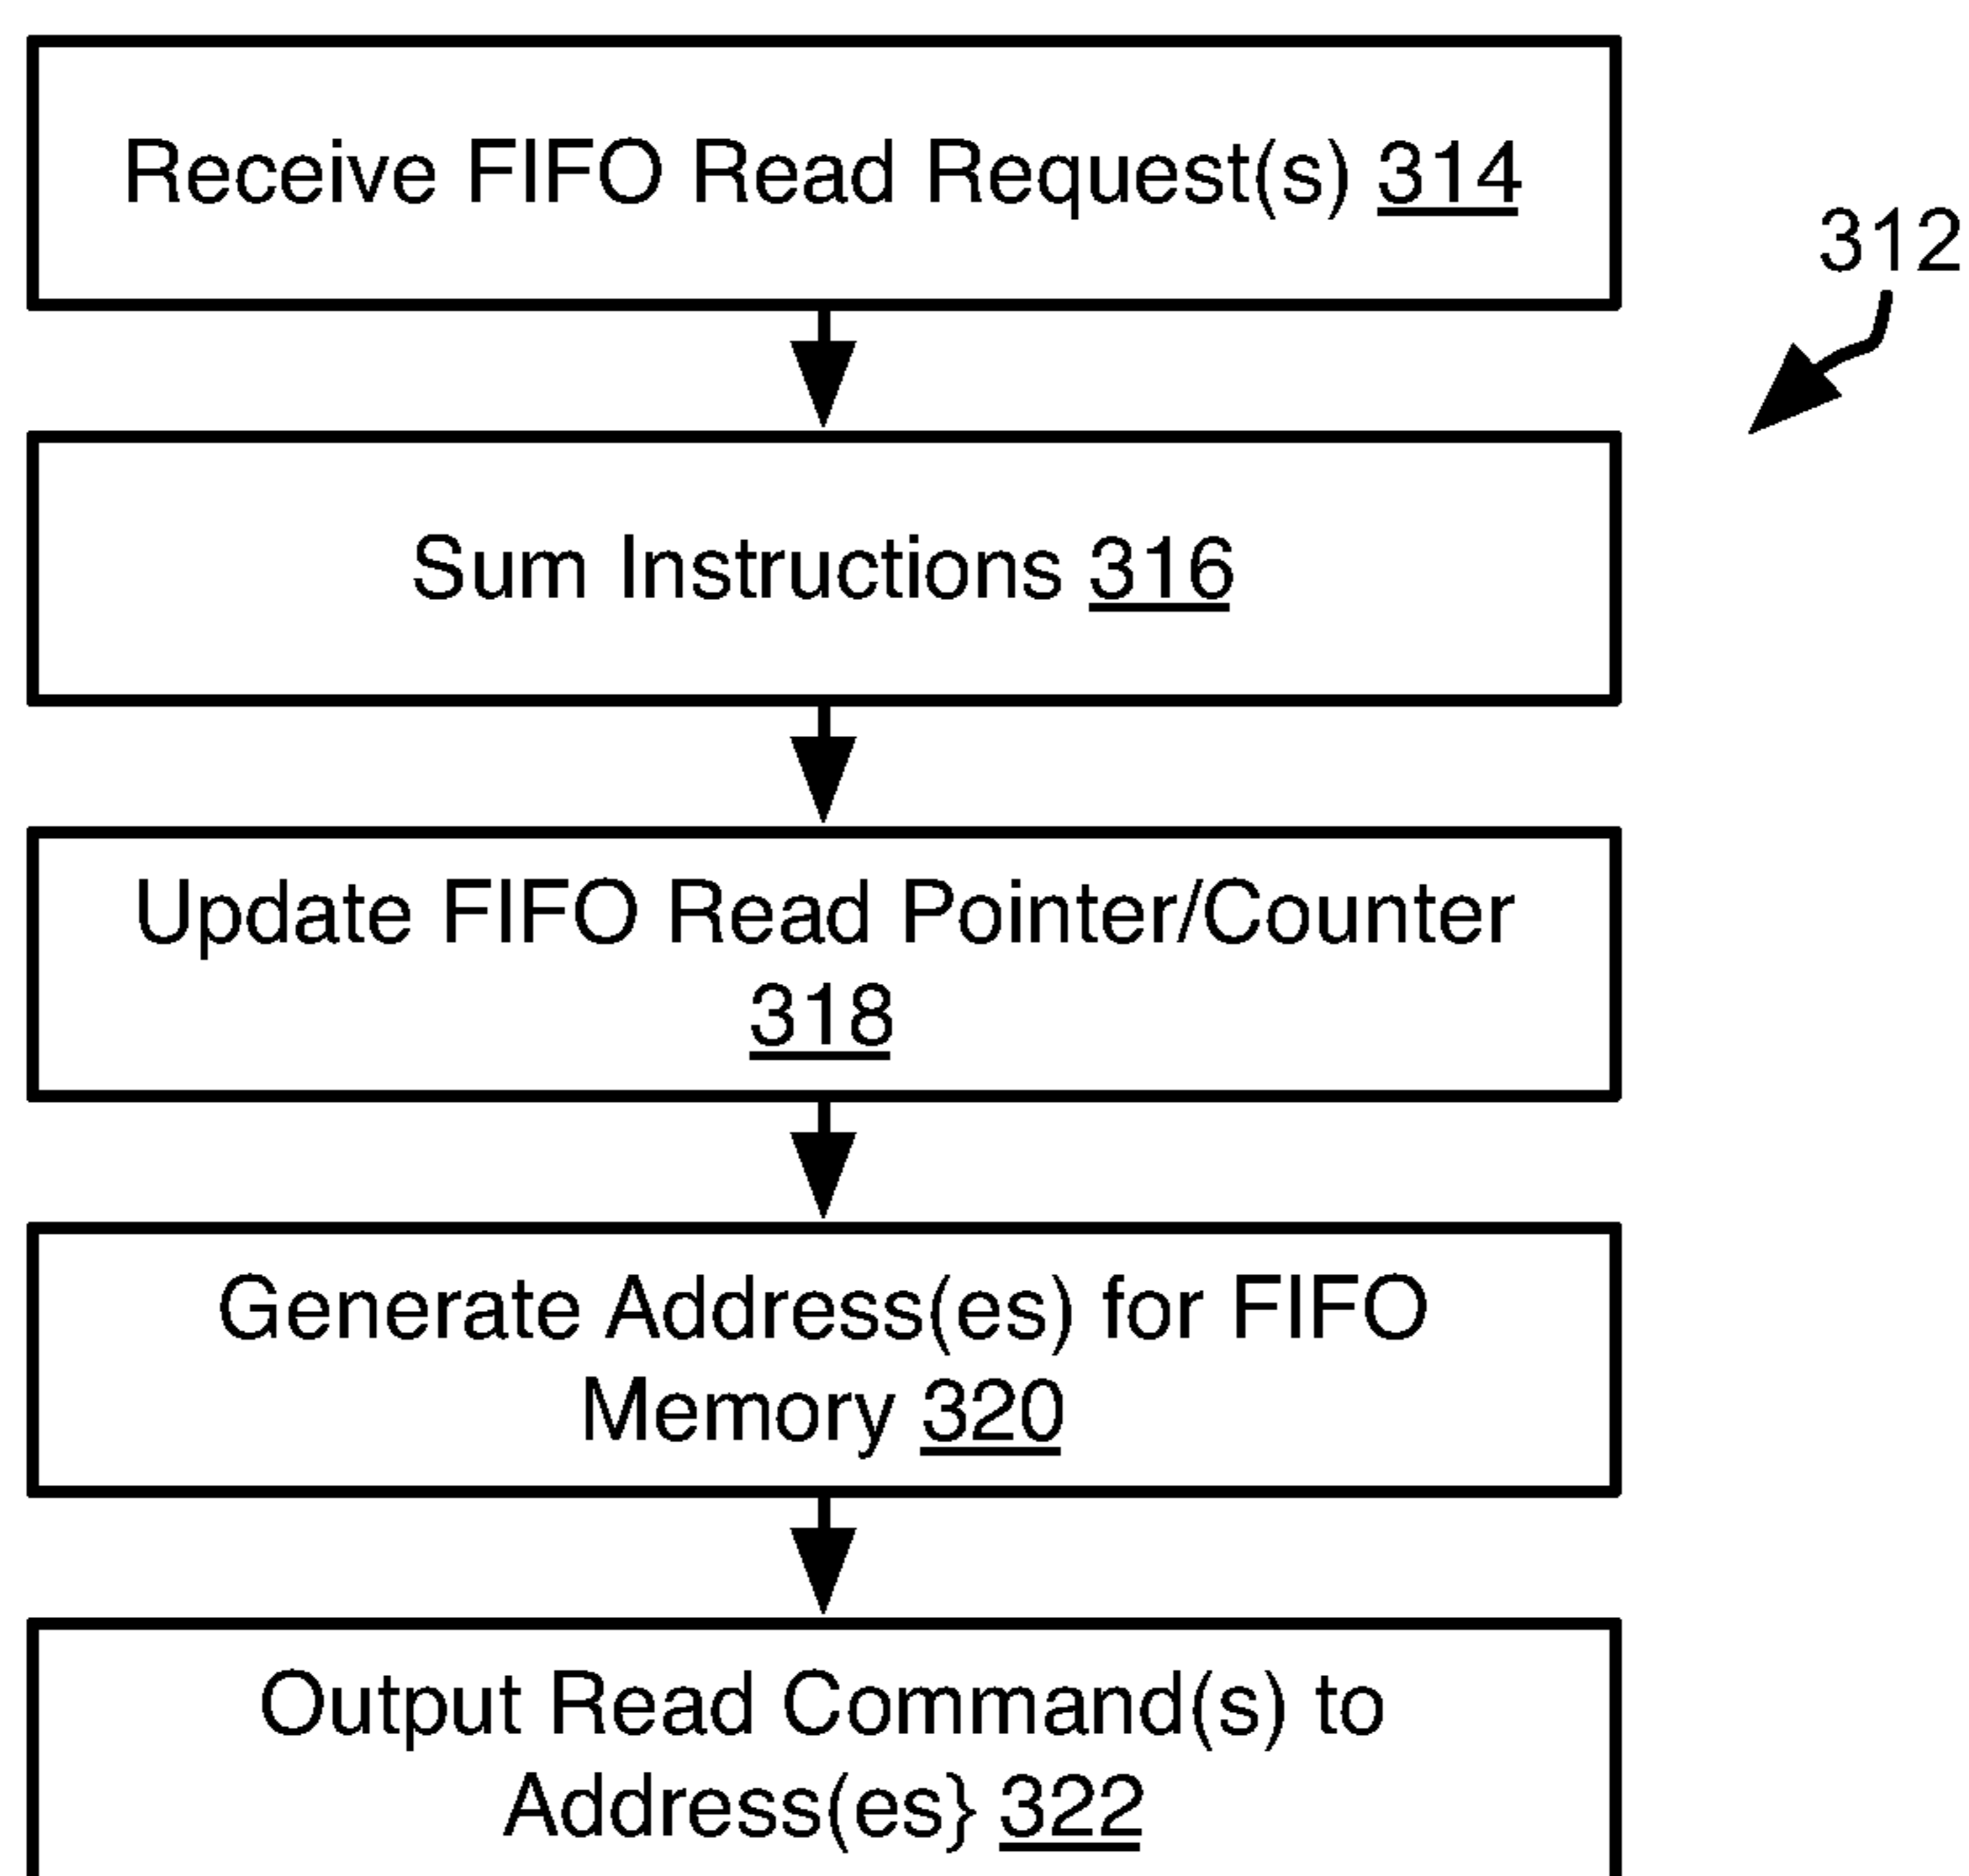 Receive FIFO Read Request(s) 314
312
Sum Instructions 316
Update FIFO Read Pointer/Counter
318
Generate Address(es) for FIFO
Memory 320
Output Read Command(s) to
Address(es} 322